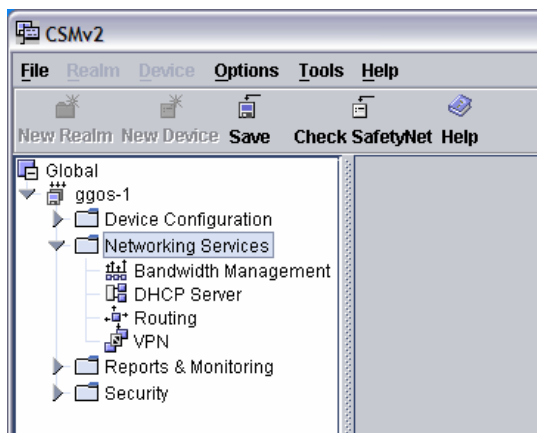 CSMv2
File Realm Device Options Tools Help
New Realm New Device Save Check SafetyNet Help
Global
ggos-1
Device Configuration
Networking Services
Bandwidth Management
DHCP Server
Routing
VPN
Reports & Monitoring
Security